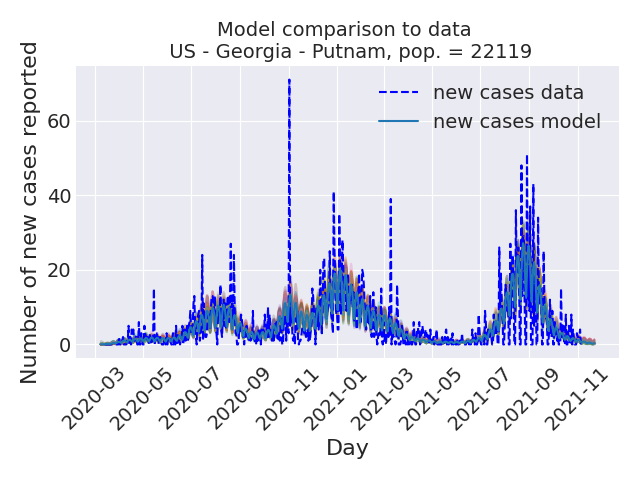 Model comparison to data
US - Georgia - Putnam, pop. = 22119
Number of new cases reported
60
40
20
0
new cases data
new cases model
2020-03
2020-05
2020-07
2020-09
2020-11
2021-01
2021-03
2021-05
2021-07
2021-09
2021-11
Day